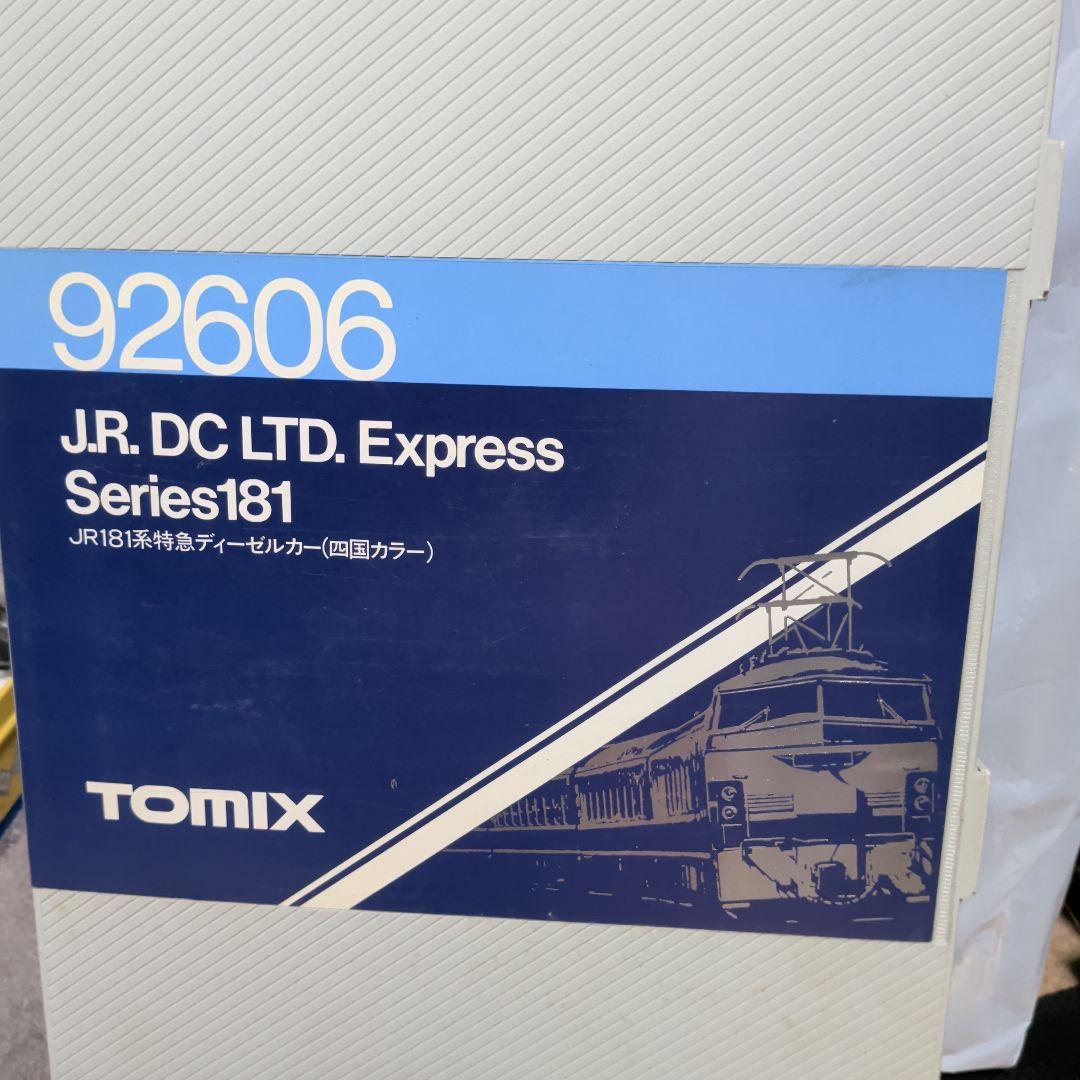 92606
J.R. DC LTD. Express
Series181
JR181系特急ディーゼルカー(四国カラー)
TOMIX